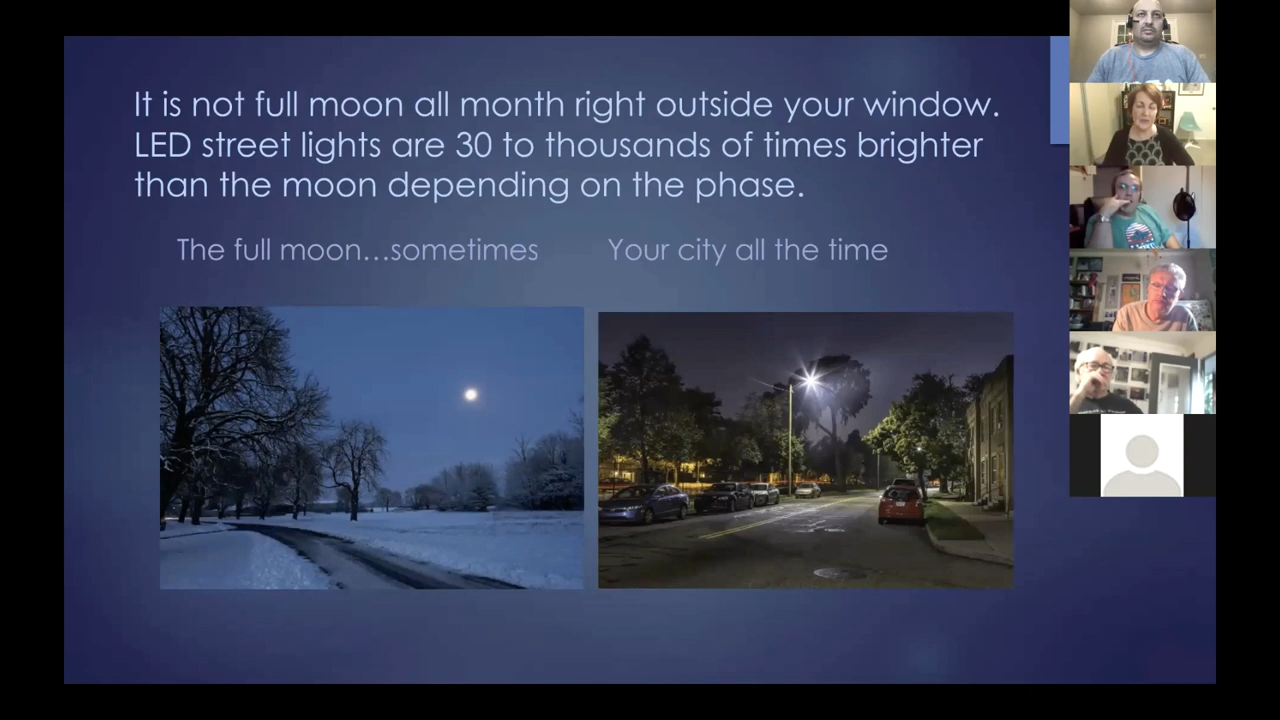 It is not full moon all month right outside your window.
LED street lights are 30 to thousands of times brighter
than the moon depending on the phase.
The full moon...sometimes
Your city all the time